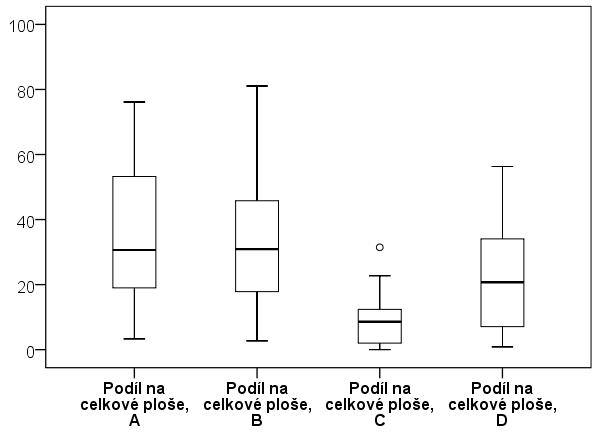 100
80
60
40
20
0
Podíl na
celkové ploše,
A
Podíl na
celkové ploše,
B
Podíl na
celkové ploše,
C
Podíl na
celkové ploše,
D